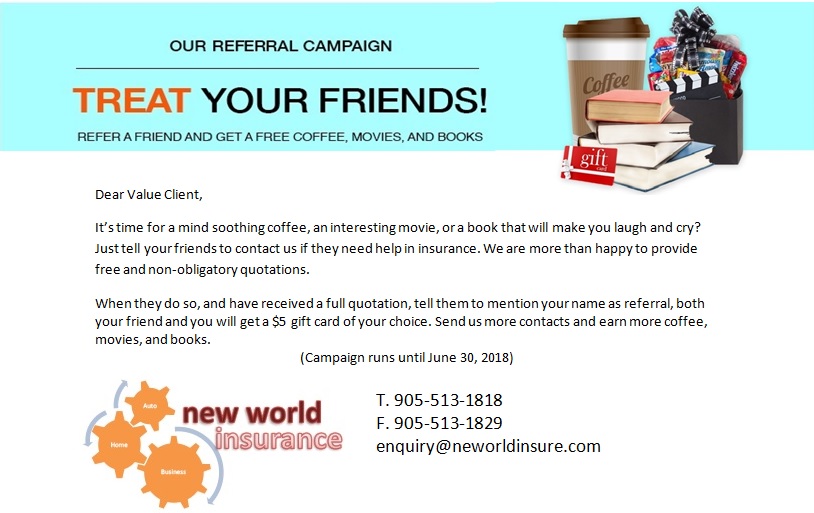 OUR REFERRAL CAMPAIGN
TREAT YOUR FRIENDS!
REFER A FRIEND AND GET A FREE COFFEE, MOVIES, AND BOOKS
Coffee
gift
card
Dear Value Client,
It's time for a mind soothing coffee, an interesting movie, or a book that will make you laugh and cry?
Just tell your friends to contact us if they need help in insurance. We are more than happy to provide
free and non-obligatory quotations.
When they do so, and have received a full quotation, tell them to mention your name as referral, both
your friend and you will get a $5 gift card of your choice. Send us more contacts and earn more coffee,
movies, and books.
(Campaign runs until June 30, 2018)
Auto
Home
Business
new world
insurance
T. 905-513-1818
F. 905-513-1829
enquiry@neworldinsure.com